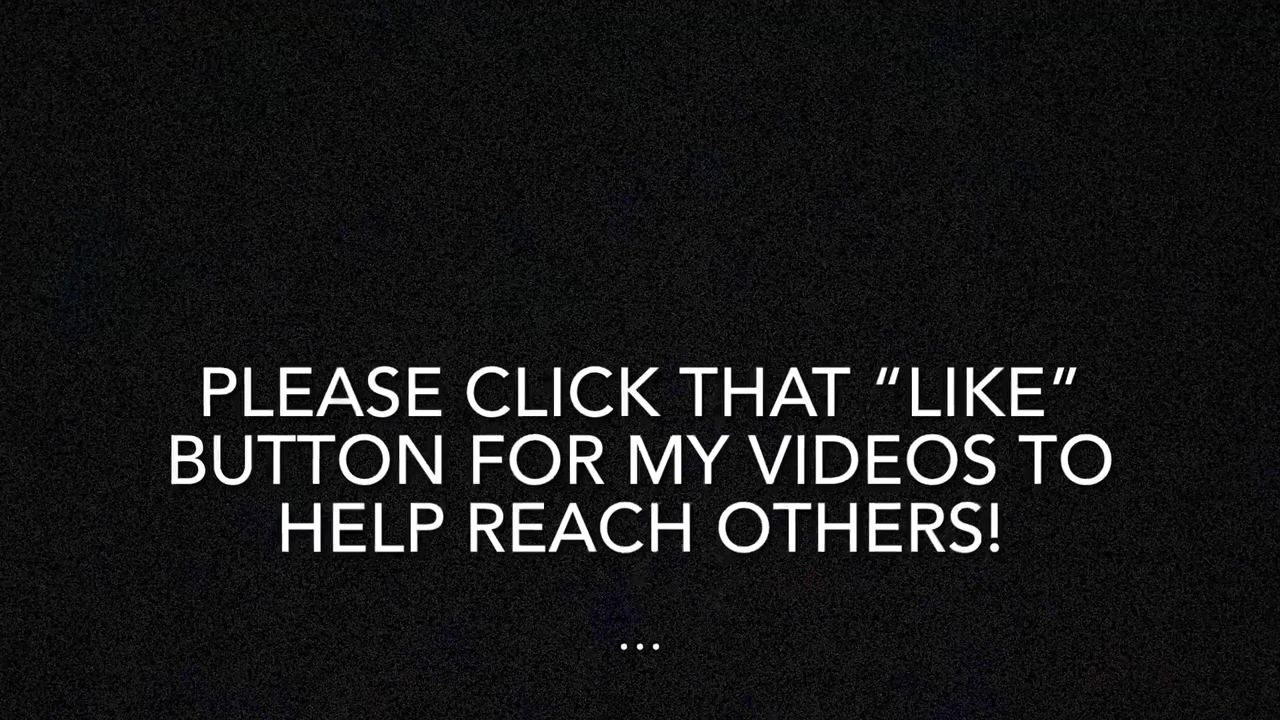 PLEASE CLICK THAT “LIKE”
BUTTON FOR MY VIDEOS TO
HELP REACH OTHERS!
...